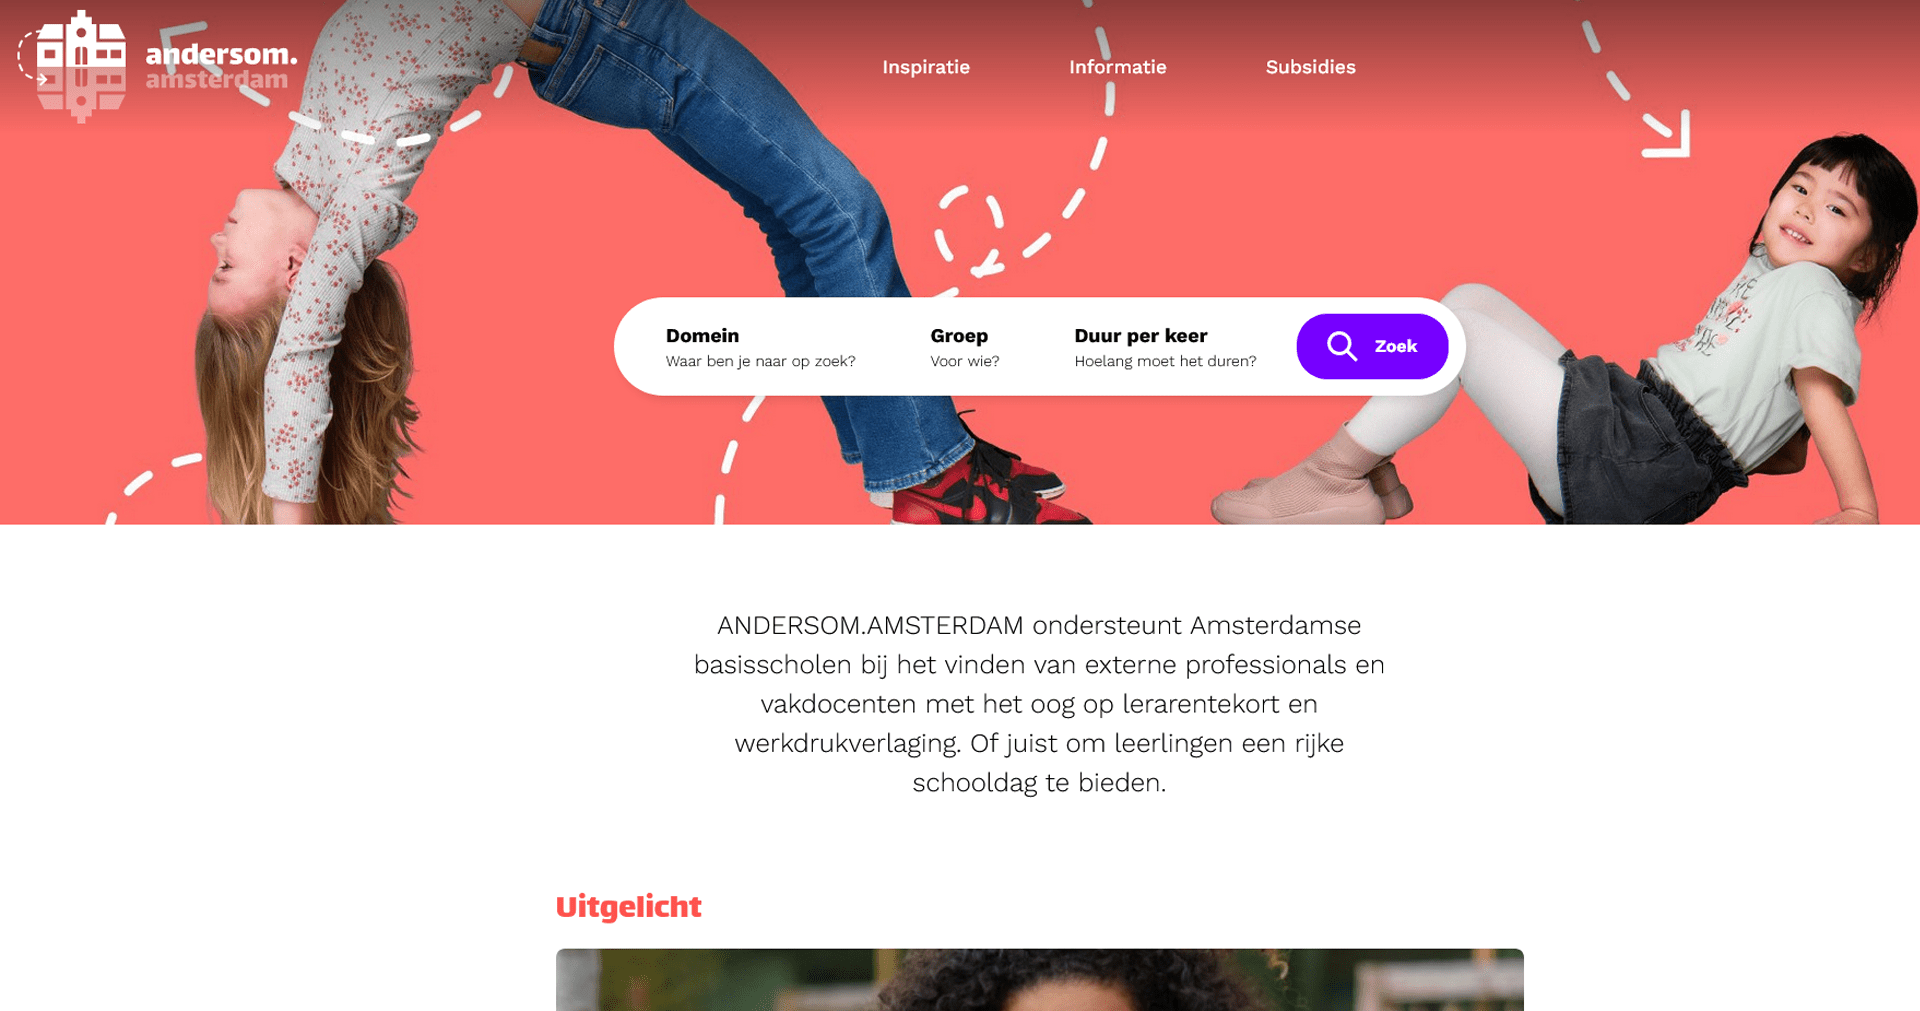 andersom.
amsterdam
Inspiratie
Informatie
Subsidies
Domein
Waar ben je naar op zoek?
Groep
Voor wie?
Duur per keer
Hoelang moet het duren?
Zoek
ANDERSOM.AMSTERDAM ondersteunt Amsterdamse
basisscholen bij het vinden van externe professionals en
vakdocenten met het oog op lerarentekort en
werkdrukverlaging. Of juist om leerlingen een rijke
schooldag te bieden.
Uitgelicht